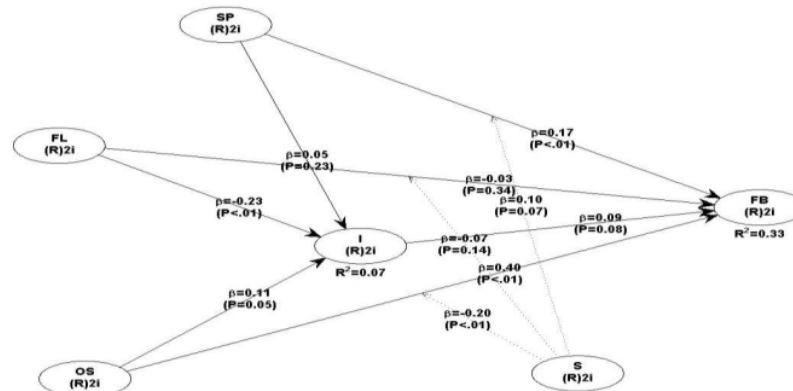 SP
(R)2i
FL
(R)2i
β=0.05
(P=0.23)
β=0.17
(P<.01)
β=-0.03
(P=0.34)
β=-0.23
(P<.01)
β=0.10
(P=0.07)
FB
(R)2i
R²=0.33
I
(R)2i
R²=0.07
β=-0.07
(P=0.14)
β=0.09
(P=0.08)
β=0.40
(P<.01)
β=0.11
(P=0.05)
β=-0.20
(P<.01)
OS
(R)2i
S
(R)2i